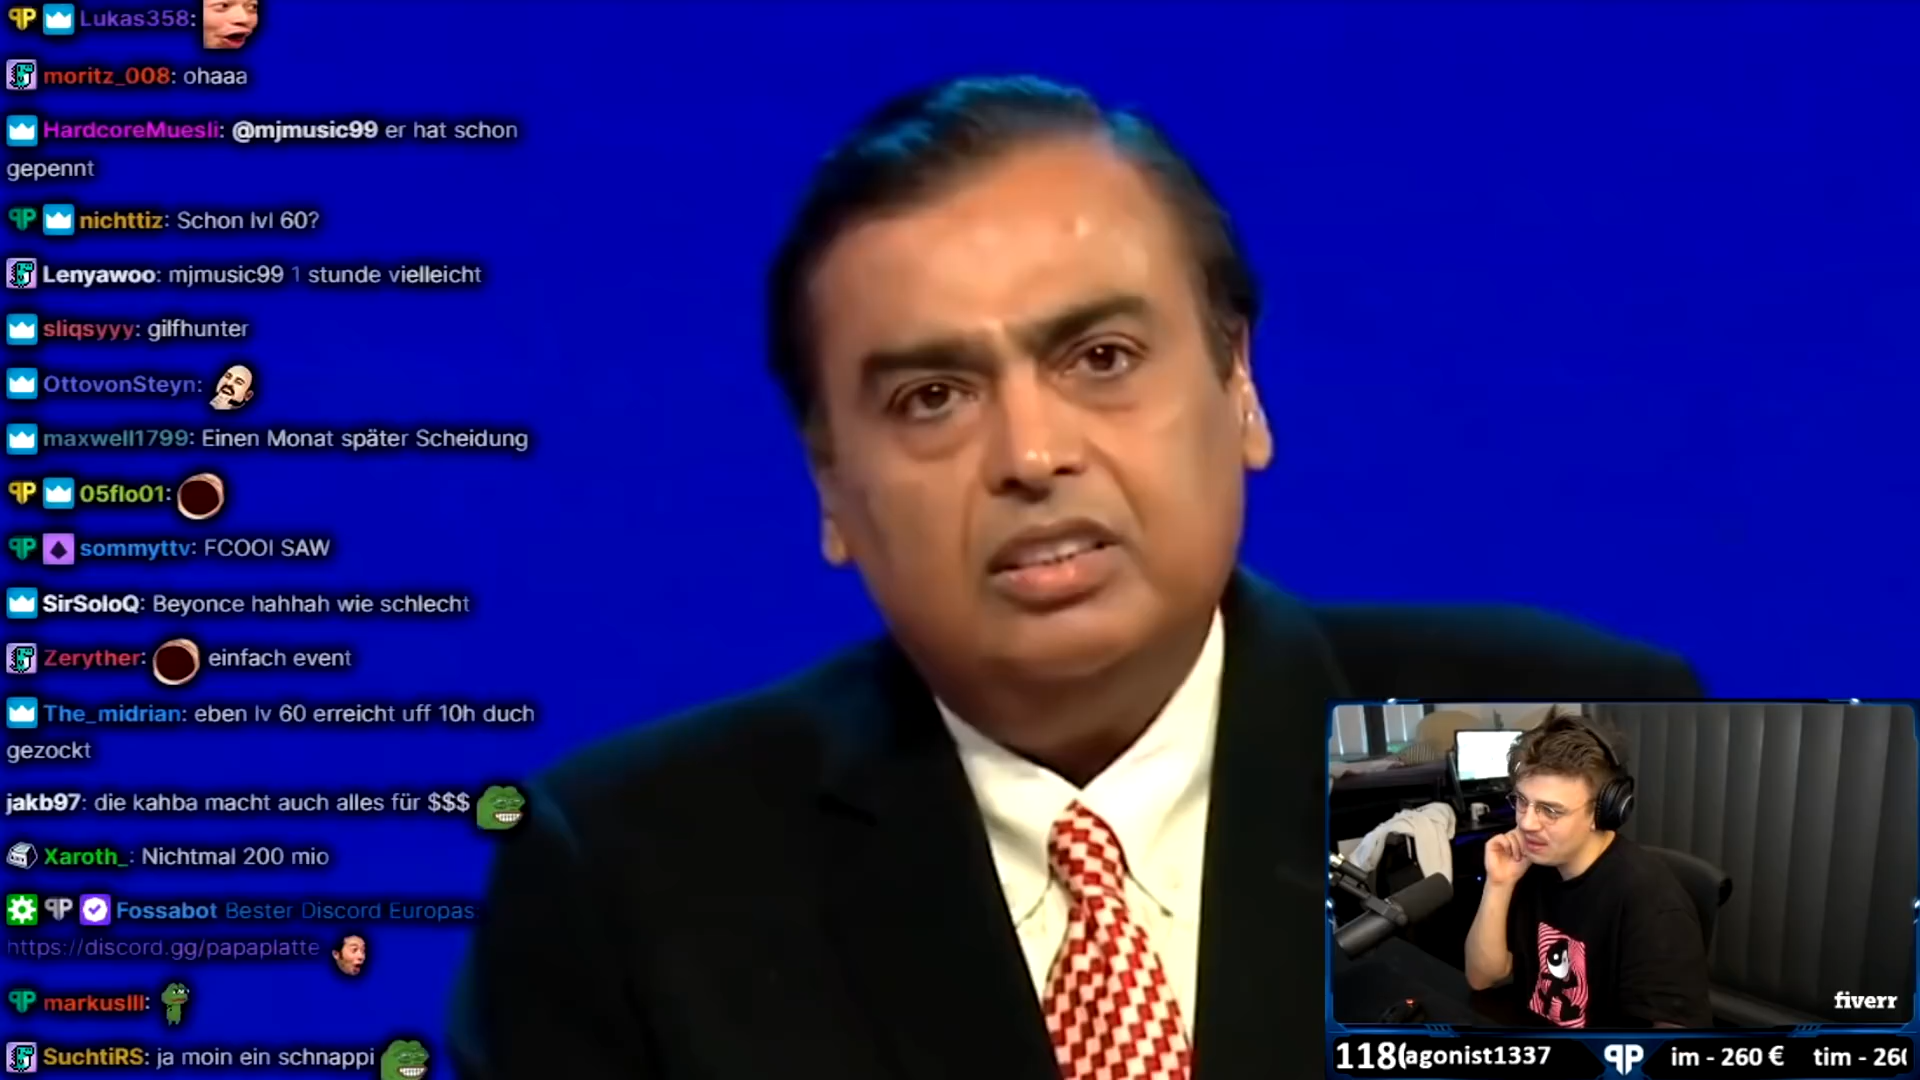 Lukas358:
moritz_008: ohaaa
HardcoreMuesli: @mjmusic99 er hat schon
gepennt
nichttiz: Schon lvl 60?
Lenyawoo: mjmusic99 1 stunde vielleicht
sliqsyyy: gilfhunter
OttovonSteyn:
maxwell1799: Einen Monat später Scheidung
05flo01:
sommyttv: FCOOl SAW
SirSoloQ: Beyonce hahhah wie schlecht
Zeryther: einfach event
The_midrian: eben lv 60 erreicht uff 10h duch
gezockt
jakb97: die kahba macht auch alles für $$$
Xaroth_: Nichtmal 200 mio
Fossabot Bester Discord Europas:
https://discord.gg/papaplatte
markuslll:
SuchtiRS: ja moin ein schnappi
fiverr
118(agonist1337 PP im - 260 € tim - 260